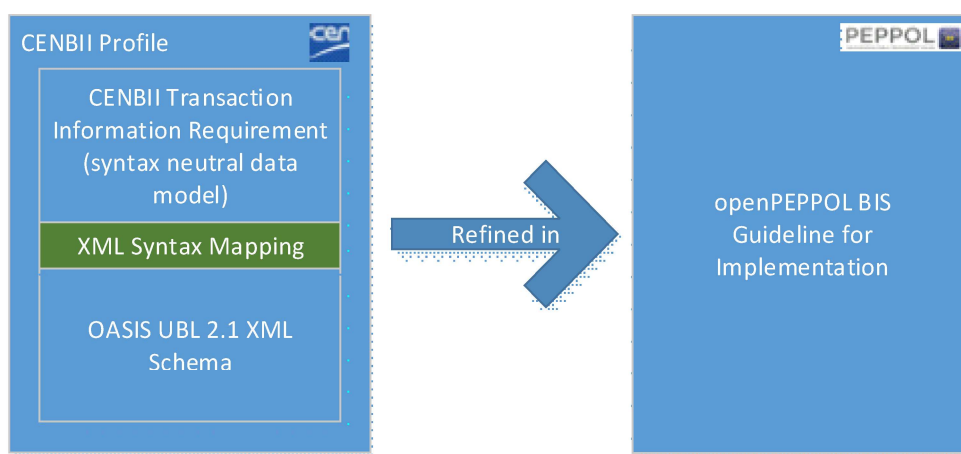 CENBII Profile
cen
CENBII Transaction
Information Requirement
(syntax neutral data
model)
XML Syntax Mapping
OASIS UBL 2.1 XML
Schema
Refined in
PEPPOL
openPEPPOL BIS
Guideline for
Implementation